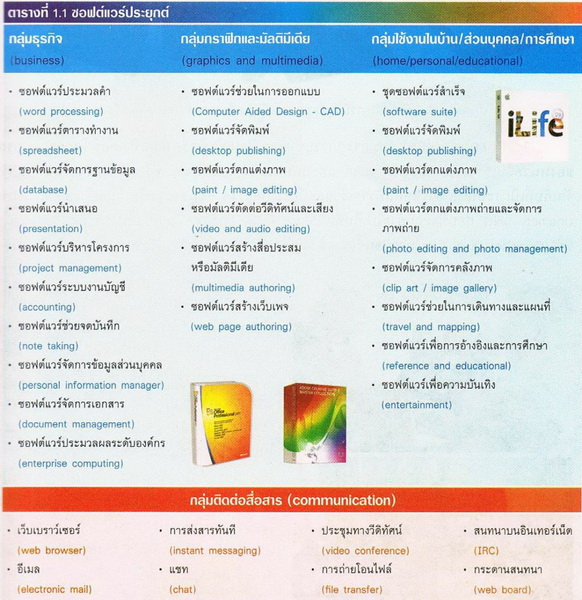 ตารางที่ 1.1 ซอฟต์แวร์ประยุกต์
กลุ่มธุรกิจ
(business)
• ซอฟต์แวร์ประมวลคำ
(word processing)
• ซอฟต์แวร์ตารางทำงาน
(spreadsheet)
• ซอฟต์แวร์จัดการฐานข้อมูล
(database)
• ซอฟต์แวร์นำเสนอ
(presentation)
• ซอฟต์แวร์บริหารโครงการ
(project management)
• ซอฟต์แวร์ระบบงานบัญชี
(accounting)
• ซอฟต์แวร์ช่วยจดบันทึก
(note taking)
• ซอฟต์แวร์จัดการข้อมูลส่วนบุคคล
(personal information manager)
• ซอฟต์แวร์จัดการเอกสาร
(document management)
• ซอฟต์แวร์ประมวลผลระดับองค์กร
(enterprise computing)
กลุ่มกราฟิกและมัลติมีเดีย
(graphics and multimedia)
• ซอฟต์แวร์ช่วยในการออกแบบ
(Computer Aided Design - CAD)
• ซอฟต์แวร์จัดพิมพ์
(desktop publishing)
• ซอฟต์แวร์ตกแต่งภาพ
(paint / image editing)
• ซอฟต์แวร์ตัดต่อวีดิทัศน์และเสียง
(video and audio editing)
• ซอฟต์แวร์สร้างสื่อประสม
หรือมัลติมีเดีย
(multimedia authoring)
• ซอฟต์แวร์สร้างเว็บเพจ
(web page authoring)
Office
กลุ่มใช้งานในบ้าน/ส่วนบุคคล/การศึกษา
(home/personal/educational)
• ชุดซอฟต์แวร์สำเร็จ
(software suite)
• ซอฟต์แวร์จัดพิมพ์
(desktop publishing)
• ซอฟต์แวร์ตกแต่งภาพ
(paint / image editing)
• ซอฟต์แวร์ตกแต่งภาพถ่ายและจัดการ
ภาพถ่าย
(photo editing and photo management)
• ซอฟต์แวร์จัดการคลังภาพ
(clip art / image gallery)
• ซอฟต์แวร์ช่วยในการเดินทางและแผนที่
(travel and mapping)
• ซอฟต์แวร์เพื่อการอ้างอิงและการศึกษา
(reference and educational)
• ซอฟต์แวร์เพื่อความบันเทิง
(entertainment)
iLife
กลุ่มติดต่อสื่อสาร (communication)
• เว็บเบราว์เซอร์
(web browser)
• อีเมล
(electronic mail)
• การส่งสารทันที
(instant messaging)
• แชท
(chat)
• ประชุมทางวีดิทัศน์
(video conference)
• การถ่ายโอนไฟล์
(file transfer)
• สนทนาบนอินเทอร์เน็ต
(IRC)
• กระดานสนทนา
(web board)